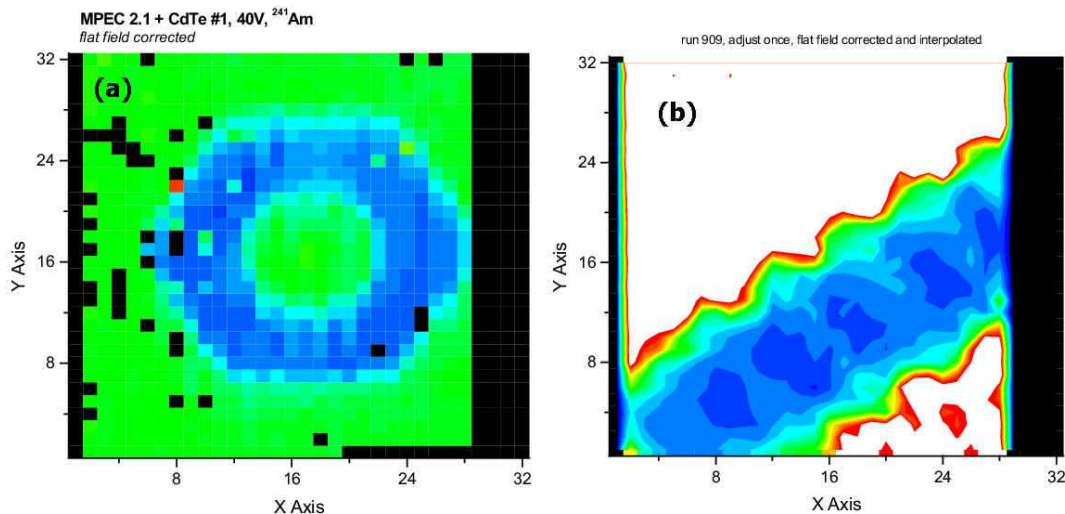 MPEC 2.1 + CdTe #1, 40V, ²⁴¹Am
flat field corrected
(a)
32
24
16
8
Y Axis
8
16
24
32
X Axis
run 909, adjust once, flat field corrected and interpolated
(b)
32
24
16
8
Y Axis
8
16
24
32
X Axis